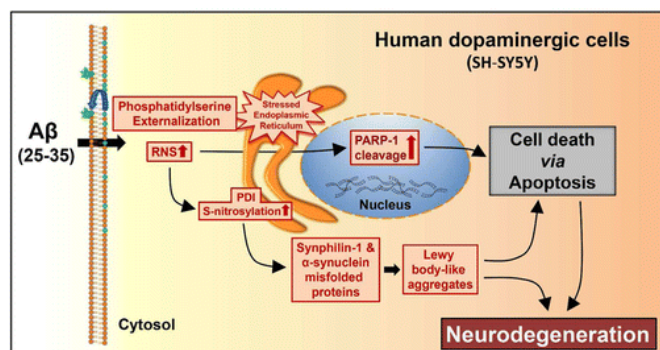 Human dopaminergic cells
(SH-SY5Y)
Aβ
(25-35)
Phosphatidylserine
Externalization
Stressed
Endoplasmic
Reticulum
RNS
PARP-1
cleavage
Nucleus
Cell death
via
Apoptosis
PDI
S-nitrosylation
Synphilin-1 &
α-synuclein
misfolded
proteins
Lewy
body-like
aggregates
Cytosol
Neurodegeneration